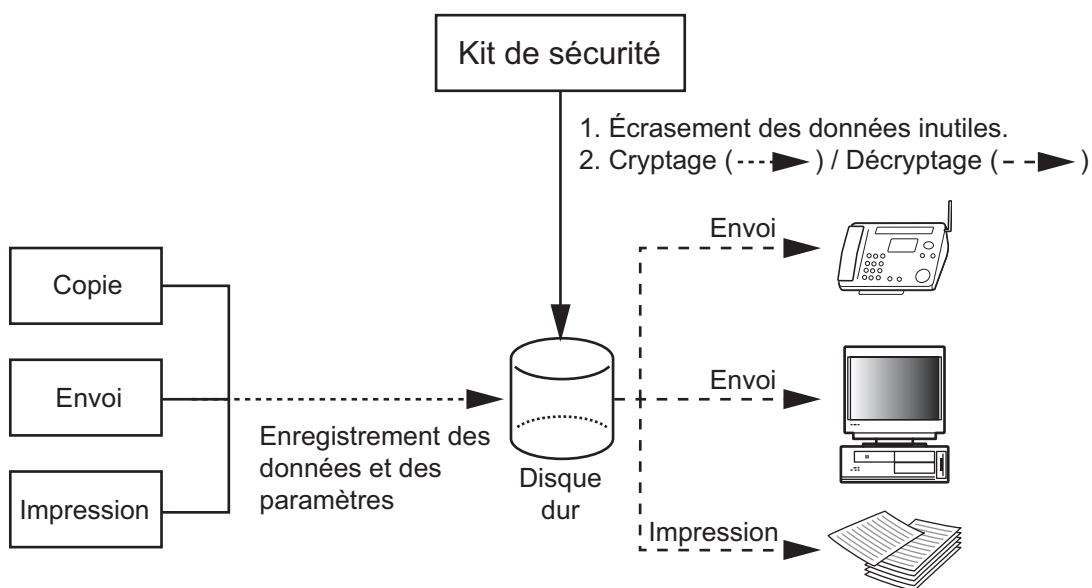 Kit de sécurité
1. Écrasement des données inutiles.
2. Cryptage ( ) / Décryptage ( )
Envoi
Copie
Envoi
Envoi
Enregistrement des
données et des
paramètres
Disque
dur
Impression
Impression